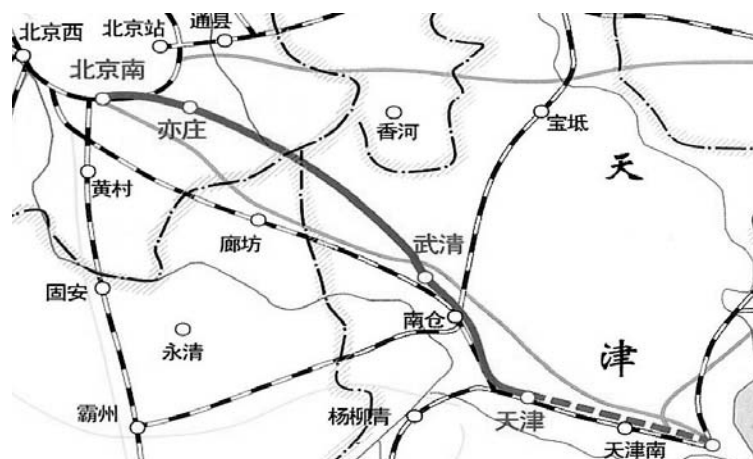 北京西
北京站
通县
北京南
亦庄
香河
宝坻
黄村
天
廊坊
武清
固安
南仓
永清
津
霸州
杨柳青
天津
天津南